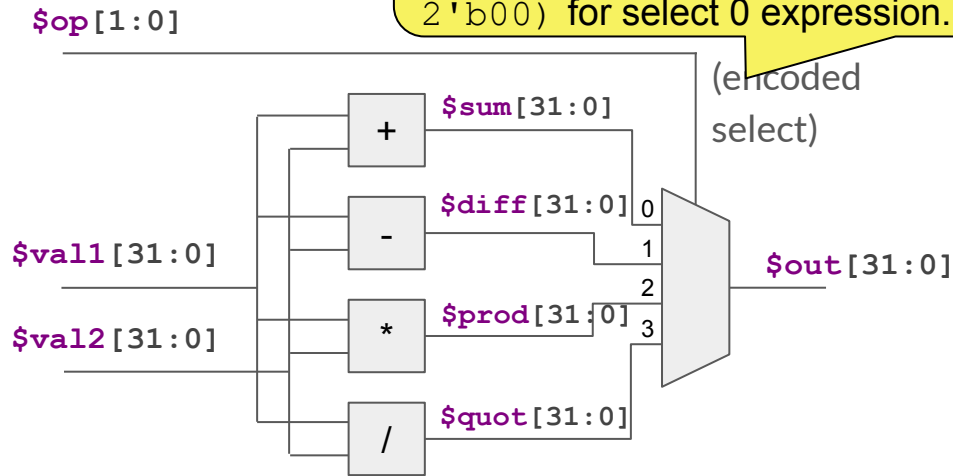 $op[1:0]
2'b00) for select 0 expression.
(encoded
select)
$sum[31:0]
+
$diff[31:0]
0
-
1
$val1[31:0]
$out[31:0]
2
$prod[31:0]
*
3
$val2[31:0]
$quot[31:0]
/